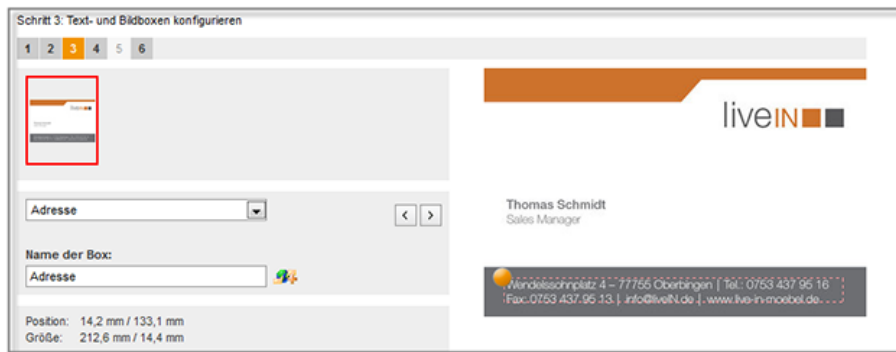 Schritt 3: Text- und Bildboxen konfigurieren
1 2 3 4 5 6
liveIN
Adresse
< >
Name der Box:
Adresse
Position: 14,2 mm / 133,1 mm
Größe: 212,6 mm / 14,4 mm
Thomas Schmidt
Sales Manager
Wendelssohnplatz 4 – 77755 Oberbingen | Tel.: 0753 437 95 16
Fax: 0753 437 95 13 | info@liveIN.de | www.live-in-moebel.de